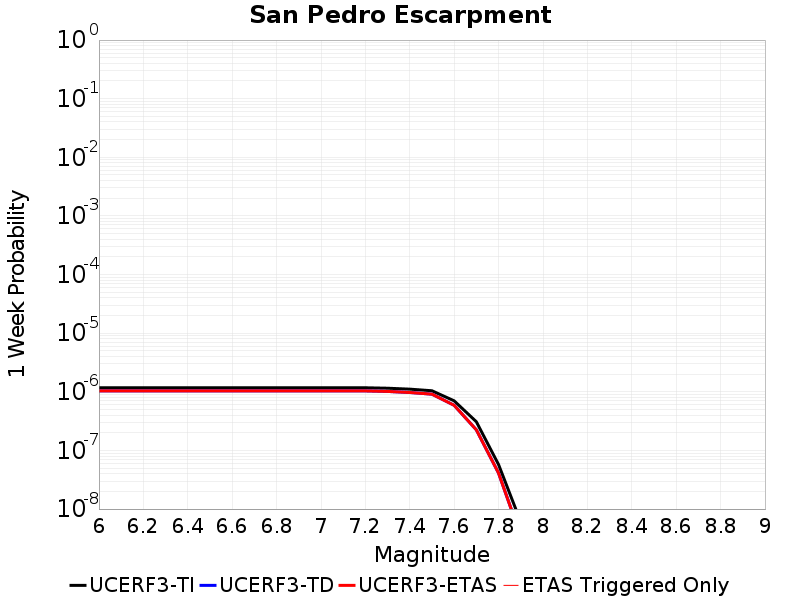 San Pedro Escarpment
1 Week Probability
10^0
10^-1
10^-2
10^-3
10^-4
10^-5
10^-6
10^-7
10^-8
6 6.2 6.4 6.6 6.8 7 7.2 7.4 7.6 7.8 8 8.2 8.4 8.6 8.8 9
Magnitude
UCERF3-TI UCERF3-TD UCERF3-ETAS ETAS Triggered Only